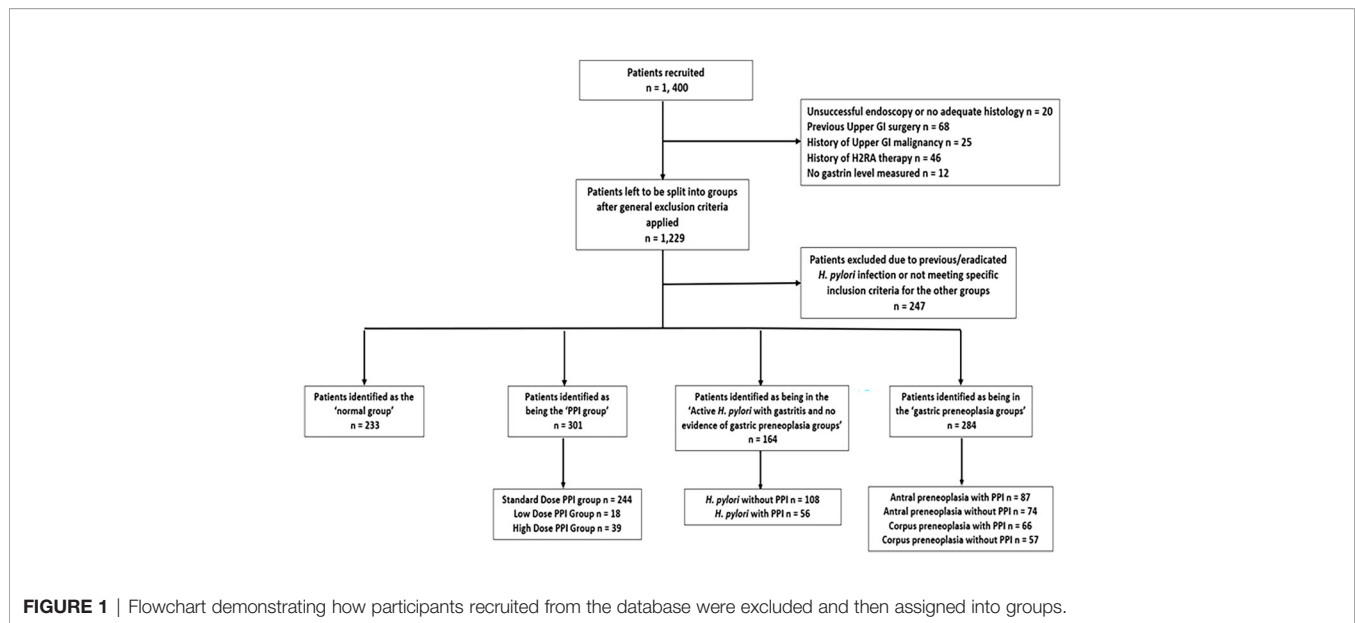 Patients recruited
n = 1, 400
Unsuccessful endoscopy or no adequate histology n = 20
Previous Upper GI surgery n = 68
History of Upper GI malignancy n = 25
History of H2RA therapy n = 46
No gastrin level measured n = 12
Patients left to be split into groups
after general exclusion criteria
applied
n = 1,229
Patients excluded due to previous/eradicated
H. pylori infection or not meeting specific
inclusion criteria for the other groups
n = 247
Patients identified as the
‘normal group’
n = 233
Patients identified as
being the ‘PPI group’
n = 301
Patients identified as being in the
‘Active H. pylori with gastritis and no
evidence of gastric preneoplasia groups’
n = 164
Patients identified as being in
the ‘gastric preneoplasia groups’
n = 284
Standard Dose PPI group n = 244
Low Dose PPI Group n = 18
High Dose PPI Group n = 39
H. pylori without PPI n = 108
H. pylori with PPI n = 56
Antral preneoplasia with PPI n = 87
Antral preneoplasia without PPI n = 74
Corpus preneoplasia with PPI n = 66
Corpus preneoplasia without PPI n = 57
FIGURE 1 | Flowchart demonstrating how participants recruited from the database were excluded and then assigned into groups.